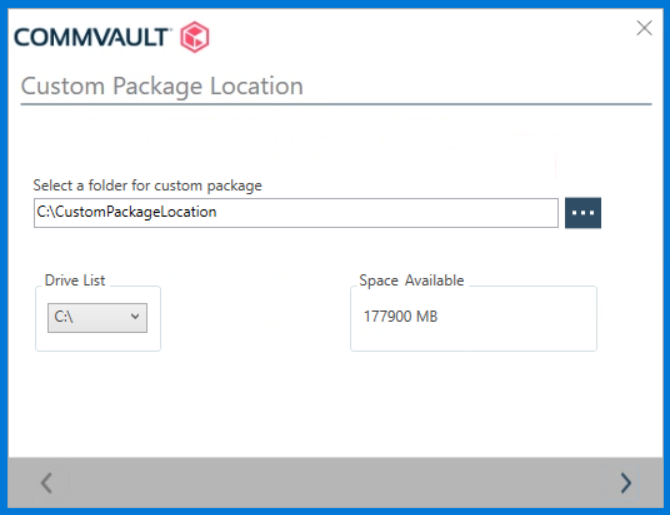 COMMVAULT
Custom Package Location
Select a folder for custom package
C:\CustomPackageLocation
Drive List
Space Available
C:\
177900 MB